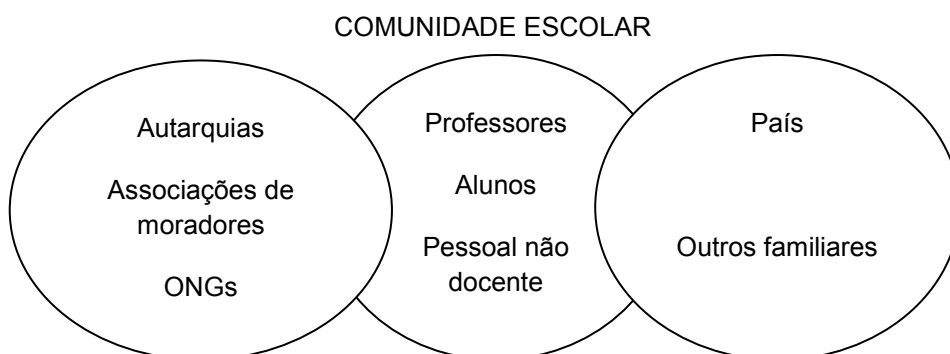 COMUNIDADE ESCOLAR
Autarquias
Associações de
moradores
ONGs
Professores
Alunos
Pessoal não
docente
País
Outros familiares